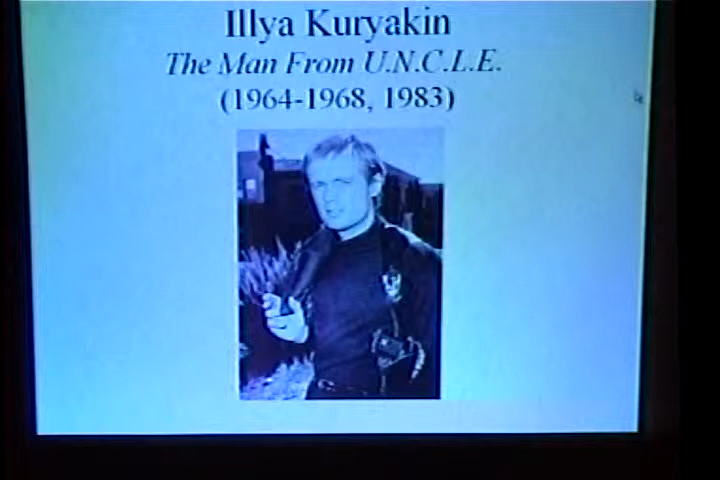 Illya Kuryakin
The Man From U.N.C.L.E.
(1964-1968, 1983)